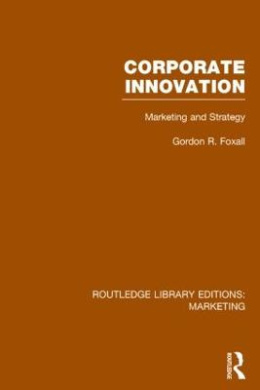 CORPORATE
INNOVATION
Marketing and Strategy
Gordon R. Foxall
ROUTLEDGE LIBRARY EDITIONS:
MARKETING
ROUTLEDGE